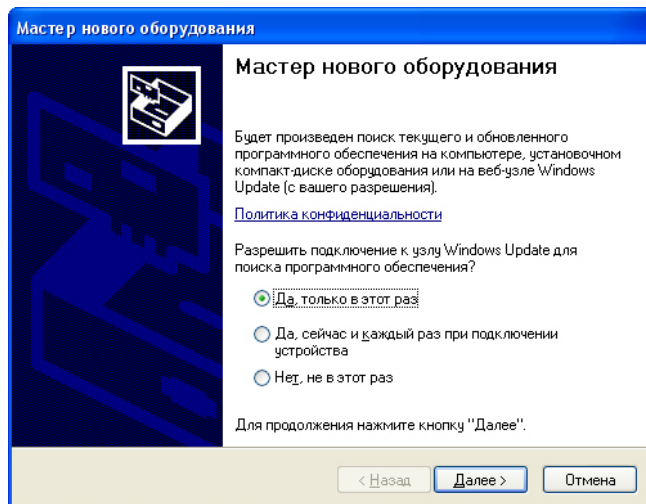 Мастер нового оборудования
Мастер нового оборудования
Будет произведен поиск текущего и обновленного
программного обеспечения на компьютере, установочном
компакт-диске оборудования или на веб-узле Windows
Update (с вашего разрешения).
Политика конфиденциальности
Разрешить подключение к узлу Windows Update для
поиска программного обеспечения?
Да, только в этот раз
Да, сейчас и каждый раз при подключении
устройства
Нет, не в этот раз
Для продолжения нажмите кнопку "Далее".
< Назад Далее > Отмена